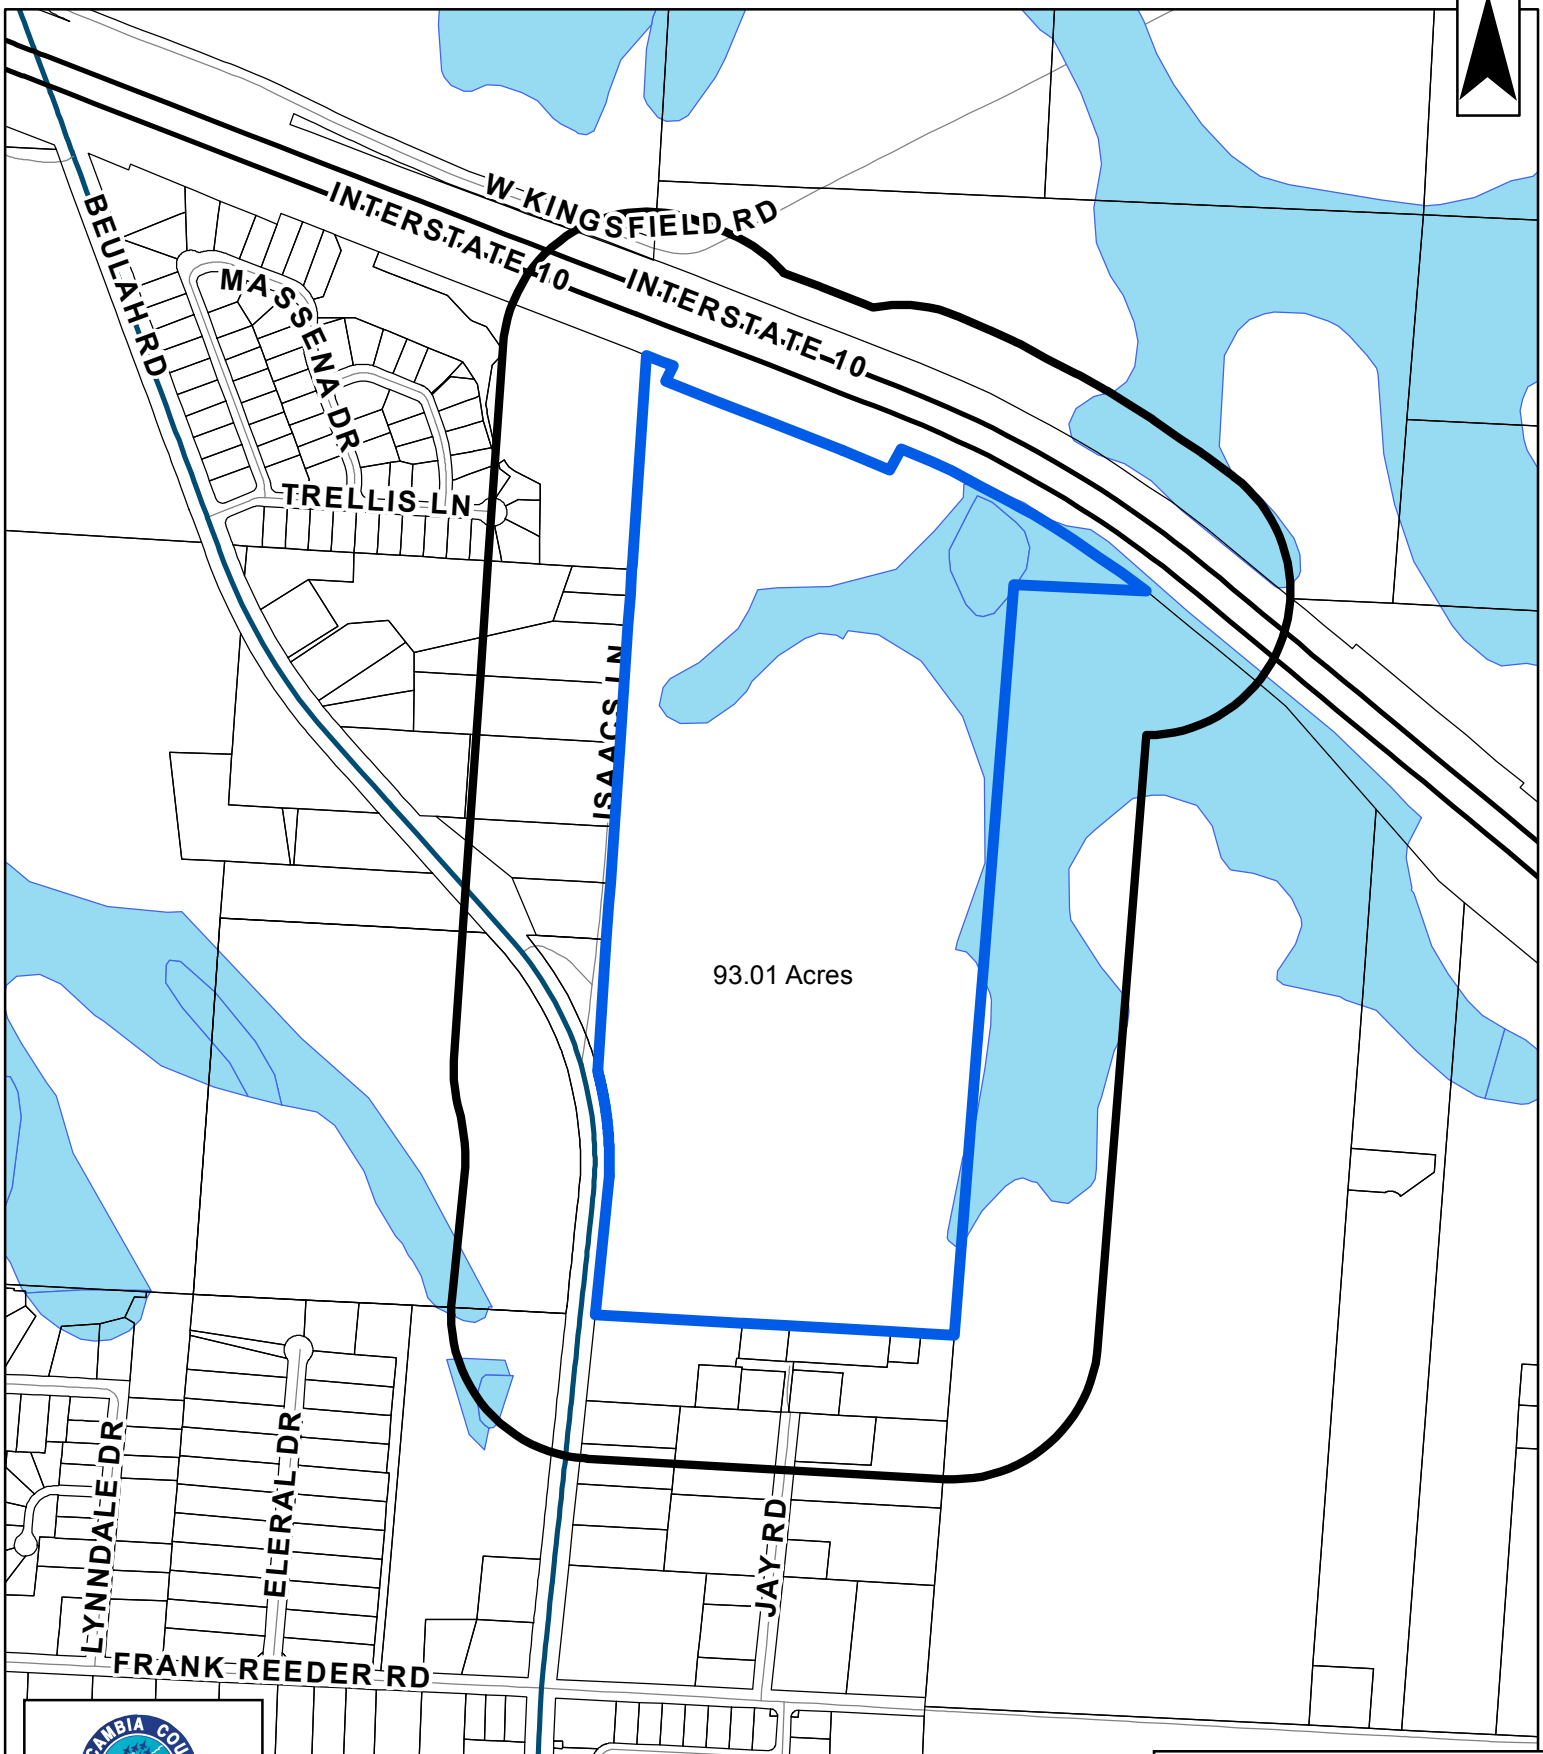 W KINGSFIELD RD
INTERSTATE 10
INTERSTATE 10
BEULAH RD
MASSENA DR
TRELLIS LN
ISAACS LN
93.01 Acres
LYNNDALE DR
ELERAL DR
JAY RD
FRANK REEDER RD